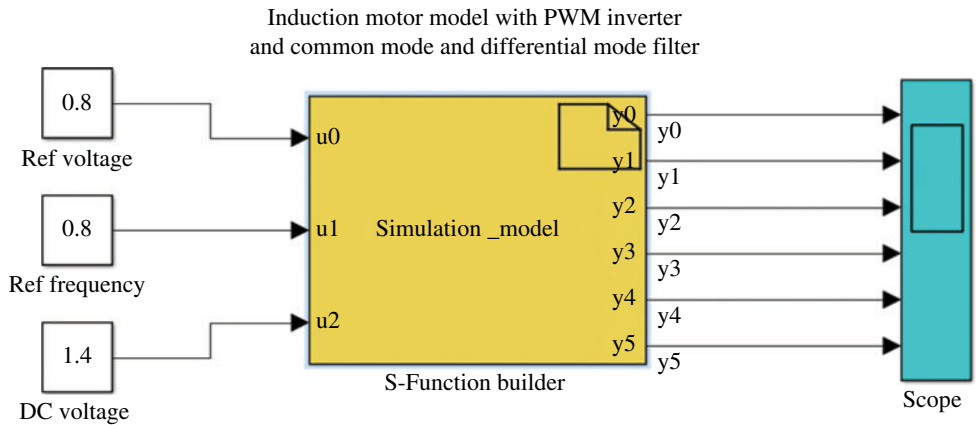 Induction motor model with PWM inverter
and common mode and differential mode filter
0.8
Ref voltage
0.8
Ref frequency
1.4
DC voltage
u0
u1
u2
Simulation _model
y0
y1
y2
y3
y4
y5
S-Function builder
y0
y1
y2
y3
y4
y5
Scope